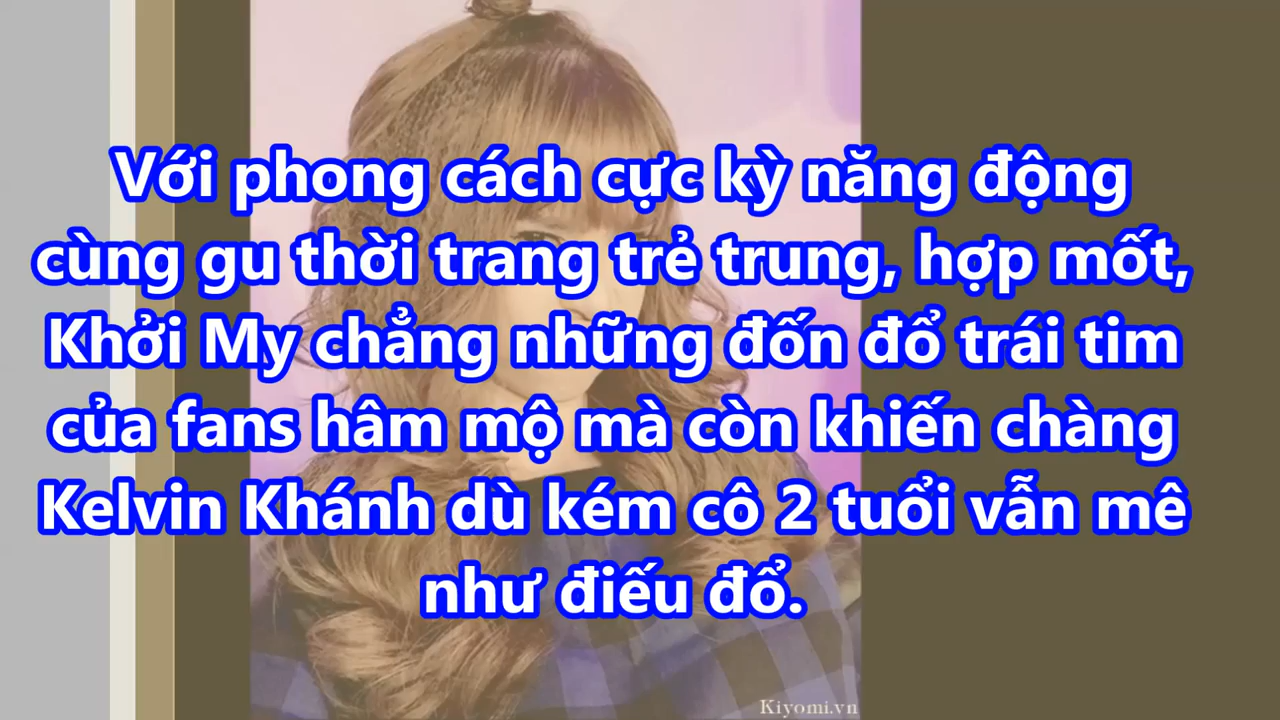 Với phong cách cực kỳ năng động
cùng gu thời trang trẻ trung, hợp mốt,
Khởi My chẳng những đốn đổ trái tim
của fans hâm mộ mà còn khiến chàng
Kelvin Khánh dù kém cô 2 tuổi vẫn mê
như điếu đổ.
Kiyomi.vn